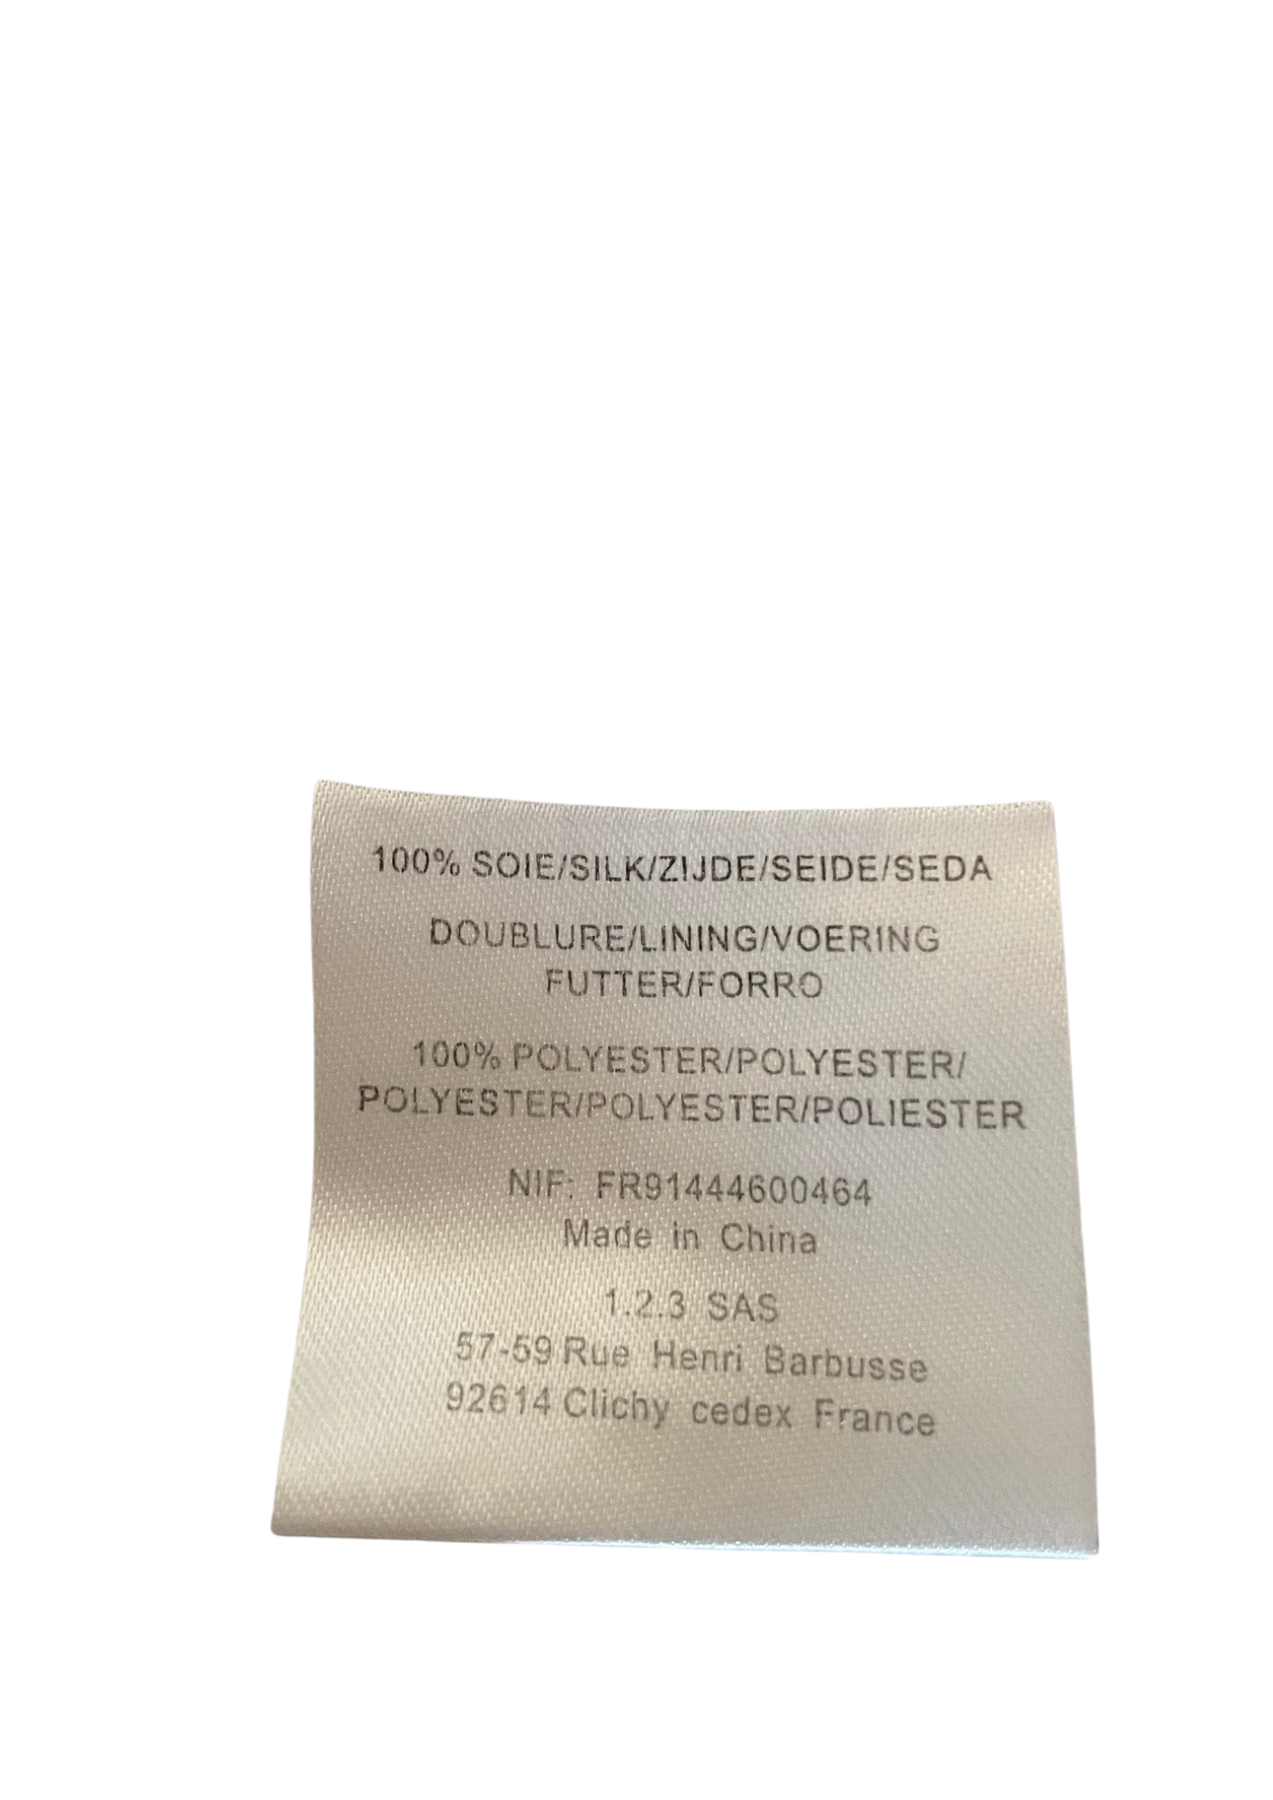 100% SOIE/SILK/ZIJDE/SEIDE/SEDA
DOUBLURE/LINING/VOERING
FUTTER/FORRO
100% POLYESTER/POLYESTER/
POLYESTER/POLYESTER/POLIESTER
NIF: FR91444600464
Made in China
1.2.3 SAS
57-59 Rue Henri Barbusse
92614 Clichy cedex France